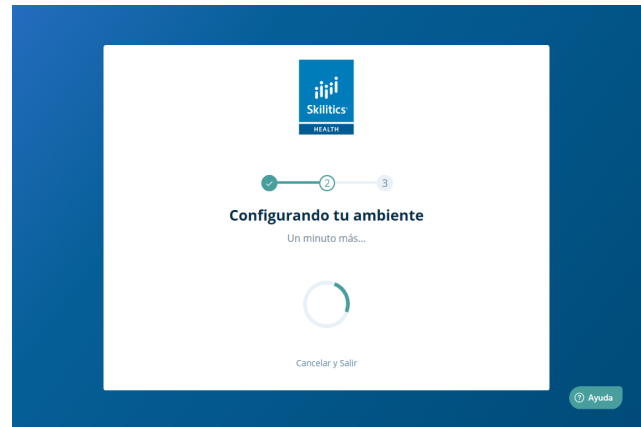 Skilitics
HEALTH
2 3
Configurando tu ambiente
Un minuto más...
Cancelar y Salir
? Ayuda